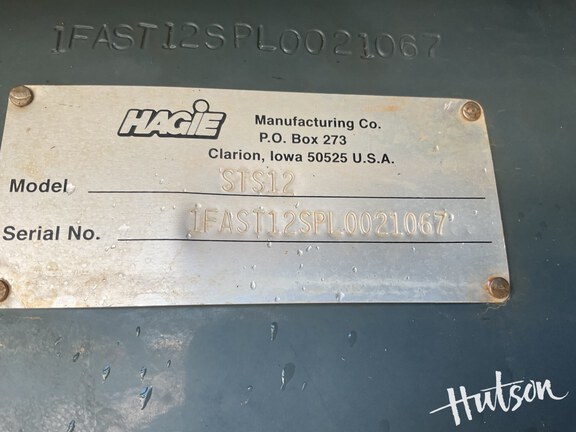 1FAST12SPL0021067
HAGIE Manufacturing Co.
P.O. Box 273
Clarion, Iowa 50525 U.S.A.
Model STS12
Serial No. 1FAST12SPL0021067
Hutson